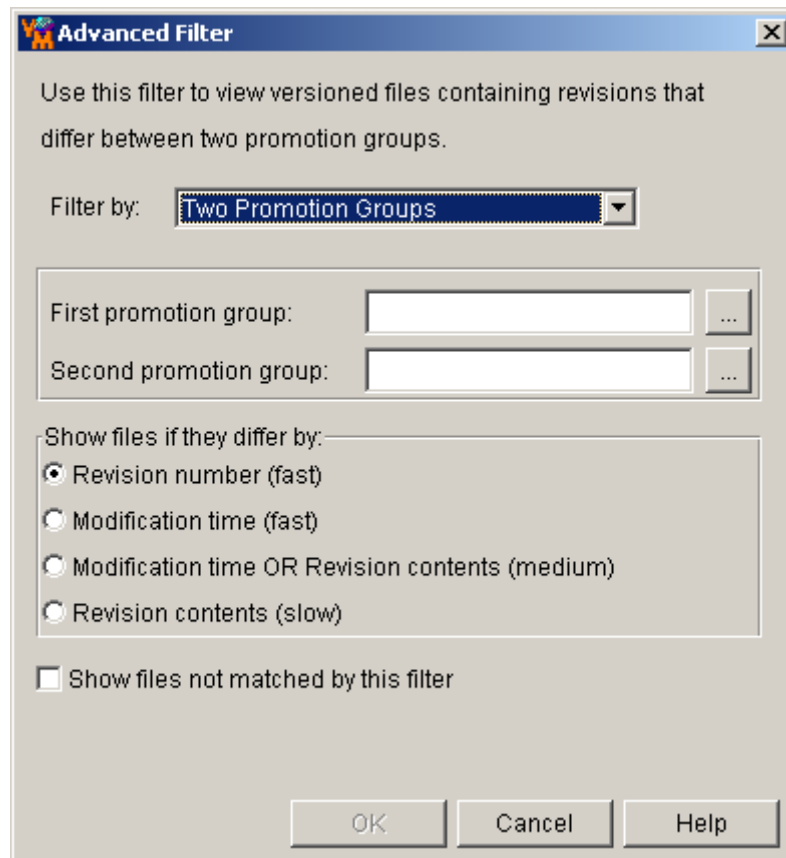 Advanced Filter
Use this filter to view versioned files containing revisions that
differ between two promotion groups.
Filter by: Two Promotion Groups
First promotion group: ...
Second promotion group: ...
Show files if they differ by:
Revision number (fast)
Modification time (fast)
Modification time OR Revision contents (medium)
Revision contents (slow)
Show files not matched by this filter
OK Cancel Help